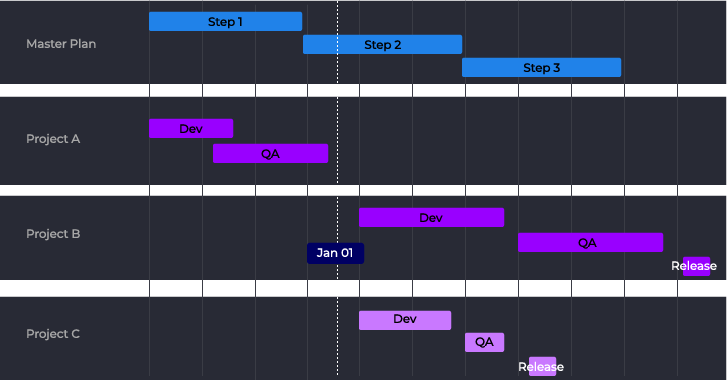 Master Plan
Step 1
Step 2
Step 3
Project A
Dev
QA
Project B
Dev
QA
Jan 01
Release
Project C
Dev
QA
Release